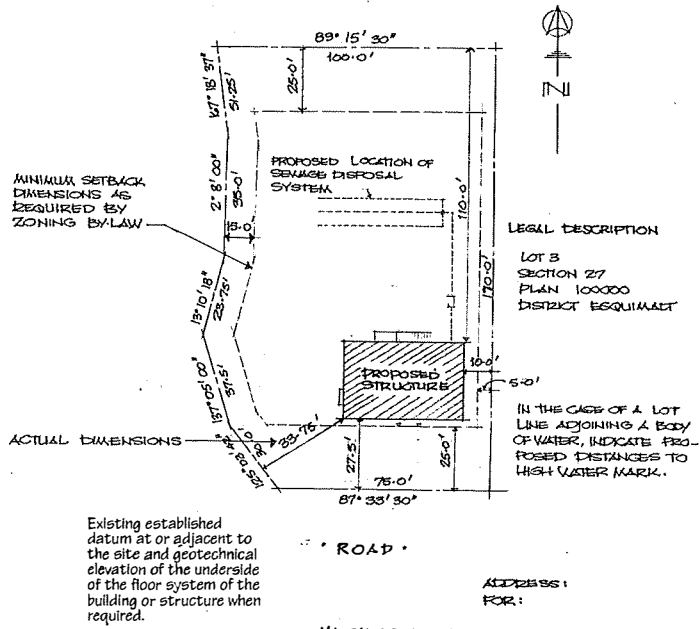 89° 15' 30"
100.0'
25.0'
51.25'
N
PROPOSED LOCATION OF
SEWAGE DISPOSAL
SYSTEM
MINIMUM SETBACK
DIMENSIONS AS
REQUIRED BY
ZONING BY-LAW
2° 8' 00"
35.0'
15.0'
110.0'
170.0'
LEGAL DESCRIPTION
LOT 3
SECTION 27
PLAN 100000
DISTRICT ESQUIMALT
13° 10' 18"
23.75'
PROPOSED
STRUCTURE
10.0'
5.0'
37.5'
IN THE CASE OF A LOT
LINE ADJOINING A BODY
OF WATER, INDICATE PRO-
POSED DISTANCES TO
HIGH WATER MARK.
ACTUAL DIMENSIONS
30.0'
33.75'
27.5'
25.0'
75.0'
87° 33' 30"
Existing established
datum at or adjacent to
the site and geotechnical
elevation of the underside
of the floor system of the
building or structure when
required.
• ROAD •
ADDRESS:
FOR: